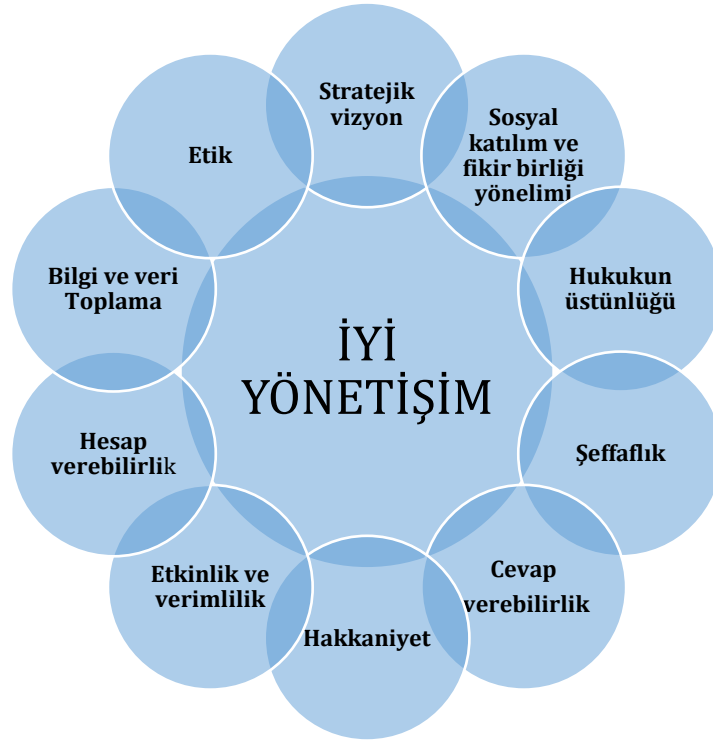 Stratejik
vizyon
Sosyal
katılım ve
fikir birliği
yönelimi
Hukukun
üstünlüğü
Şeffaflık
Cevap
verebilirlik
Hakkaniyet
Etkinlik ve
verimlilik
Hesap
verebilirlik
Bilgi ve veri
Toplama
Etik
İYİ
YÖNETİŞİM